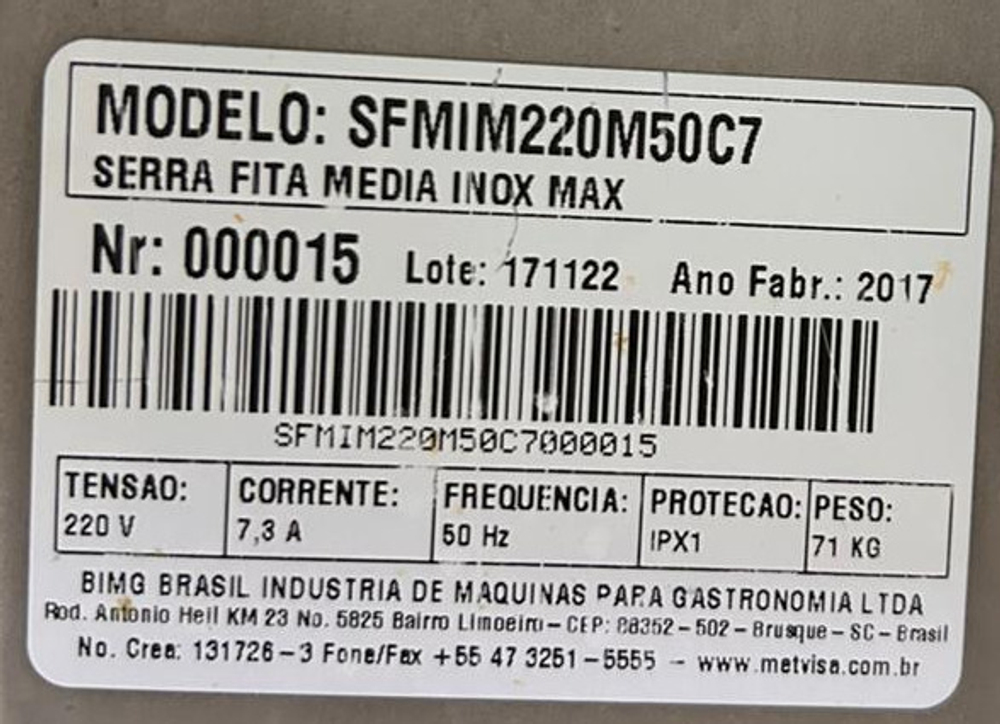 MODELO: SFMIM220M50C7
SERRA FITA MEDIA INOX MAX
Nr: 000015 Lote: 171122 Ano Fabr.: 2017
SFMIM220M50C7000015
TENSAO: CORRENTE: FREQUENCIA: PROTECAO: PESO:
220 V 7,3 A 50 Hz IPX1 71 KG
BIMG BRASIL INDUSTRIA DE MAQUINAS PARA GASTRONOMIA LTDA
Rod. Antonio Heil KM 23 No. 5825 Bairro Limoeiro - CEP: 88352-502 - Brusque - SC - Brasil
No. Crea: 131726-3 Fone/Fax +55 47 3251-5555 - www.metvisa.com.br